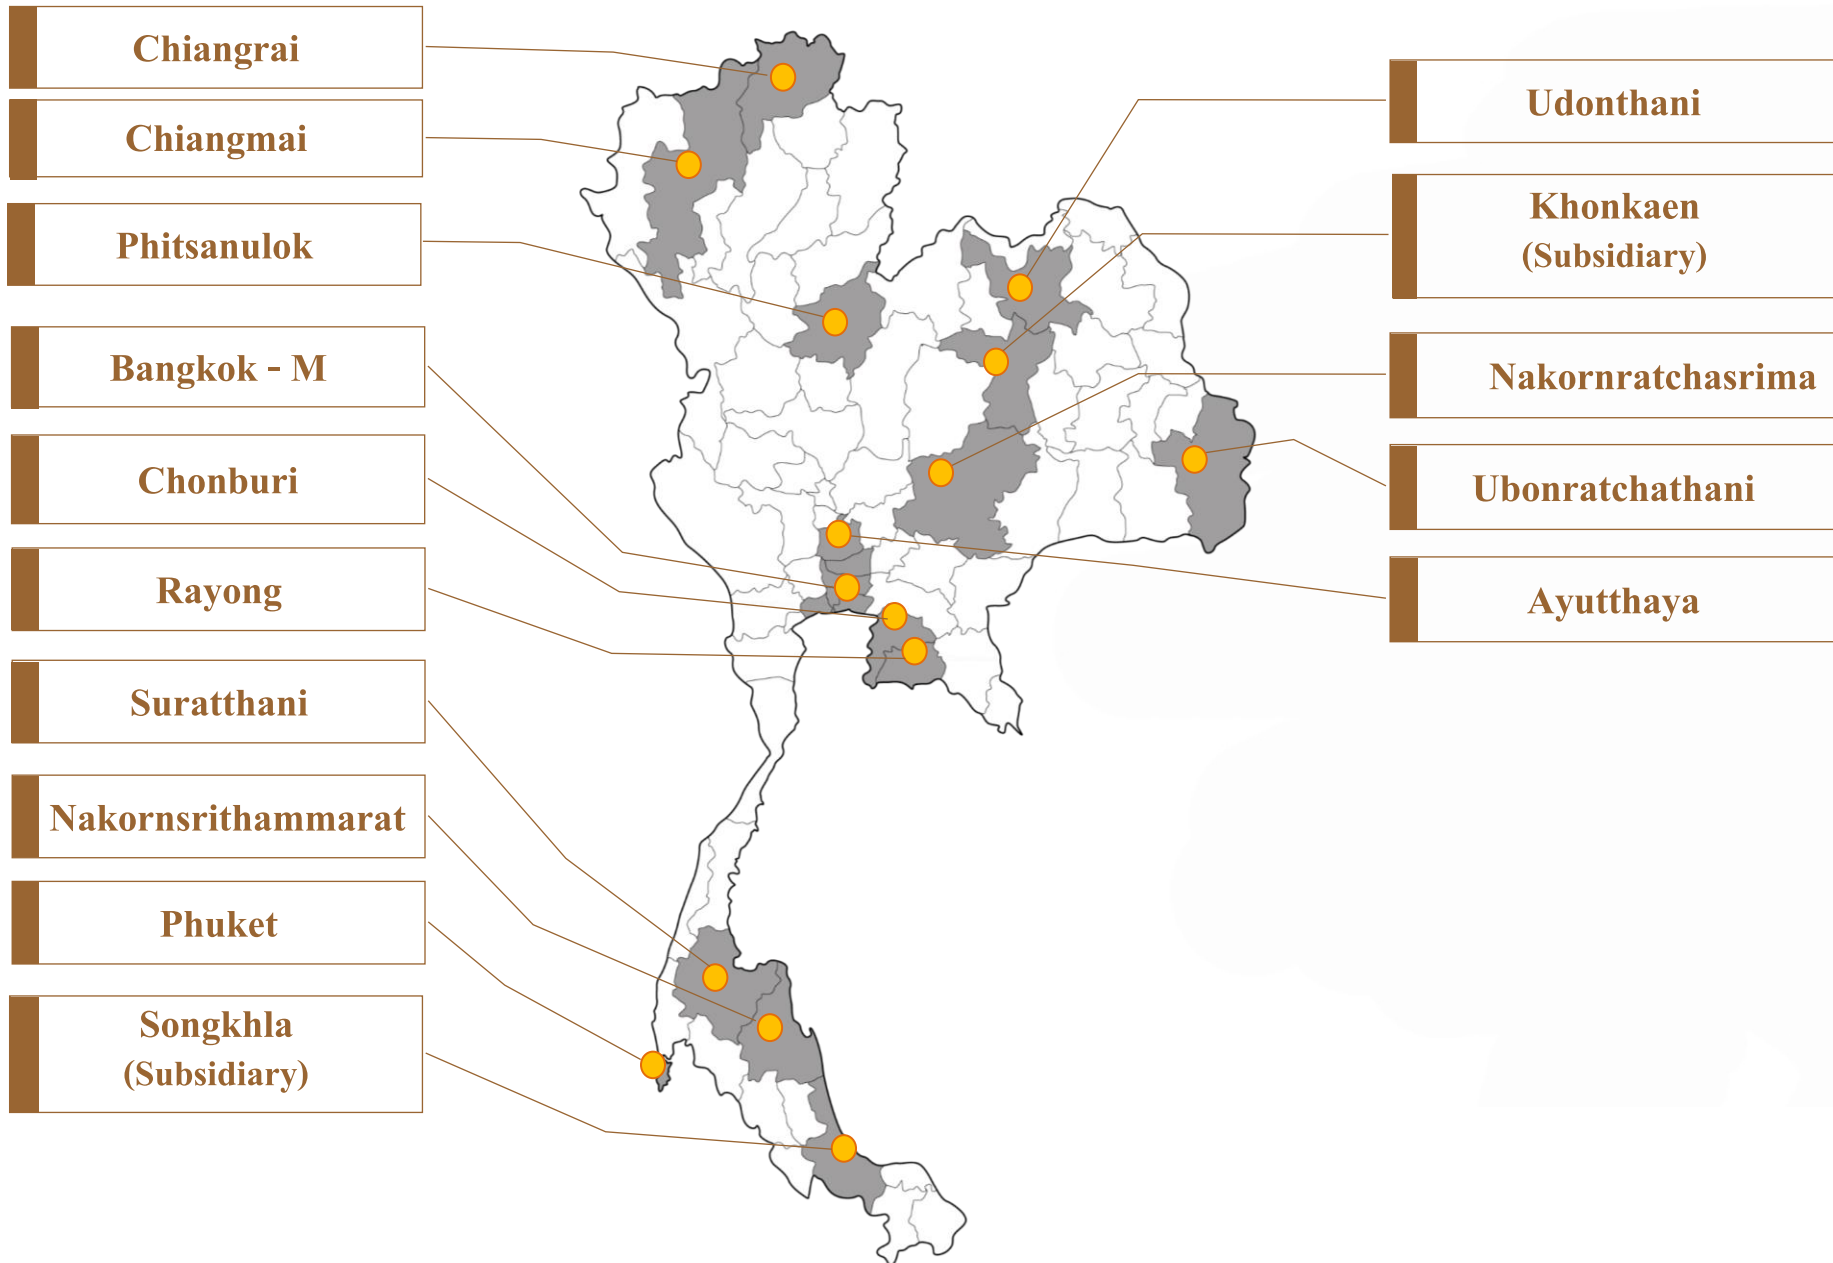 Chiangrai
Chiangmai
Phitsanulok
Bangkok - M
Chonburi
Rayong
Suratthani
Nakornsrithammarat
Phuket
Songkhla
(Subsidiary)
Udonthani
Khonkaen
(Subsidiary)
Nakornratchasrima
Ubonratchathani
Ayutthaya